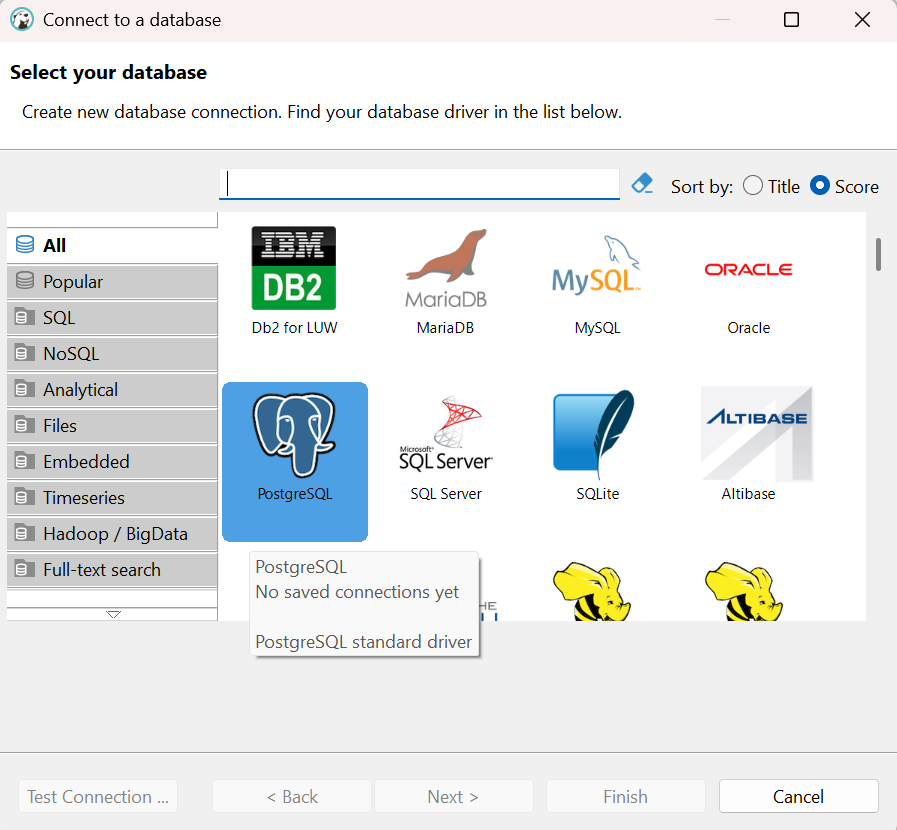 Connect to a database
Select your database
Create new database connection. Find your database driver in the list below.
Sort by: Title Score
All
Popular
SQL
NoSQL
Analytical
Files
Embedded
Timeseries
Hadoop / BigData
Full-text search
IBM
DB2
Db2 for LUW
MariaDB
MariaDB
MySQL
MySQL
ORACLE
Oracle
PostgreSQL
Microsoft
SQL Server
SQL Server
SQLite
ALTIBASE
Altibase
PostgreSQL
No saved connections yet
PostgreSQL standard driver
Test Connection ...
< Back
Next >
Finish
Cancel